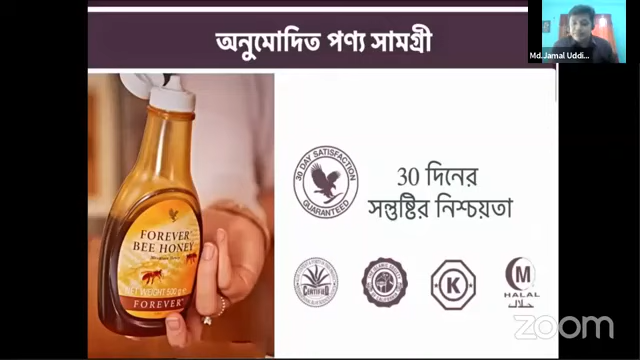 অনুমোদিত পণ্য সামগ্রী
Md.Jamal Uddi...
30 DAY SATISFACTION
GUARANTEED
30 দিনের
সন্তুষ্টির নিশ্চয়তা
FOREVER
BEE HONEY
NET WEIGHT 500 g
FOREVER
CERTIFIED
K
M
HALAL
حلال
zoom